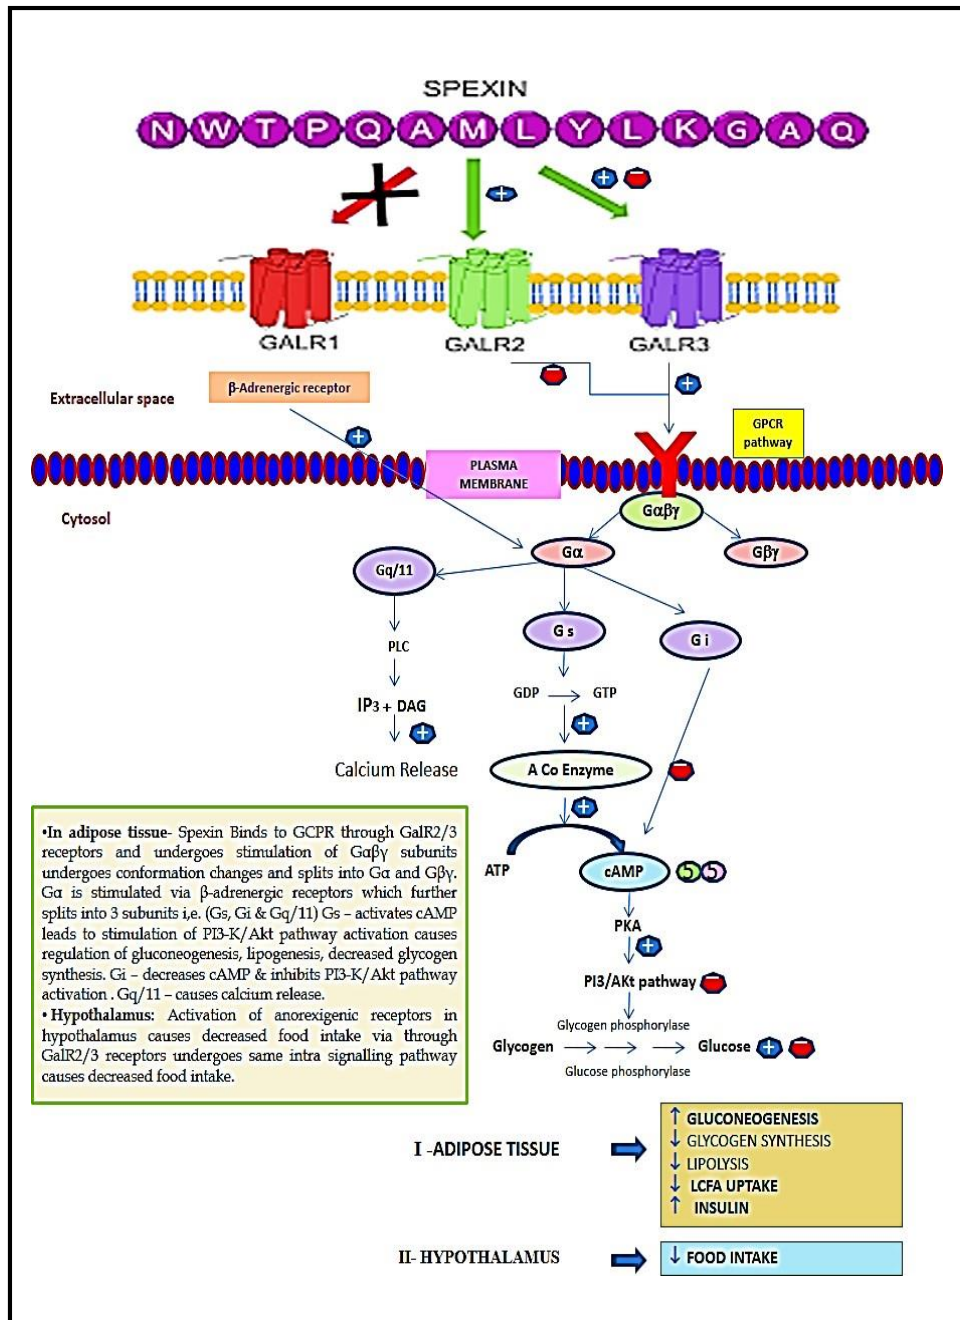 SPEXIN
N W T P Q A M L Y L K G A Q
GALR1
GALR2
GALR3
β-Adrenergic receptor
Extracellular space
GPCR
pathway
PLASMA
MEMBRANE
Cytosol
Gαβγ
Gα
Gβγ
Gq/11
G s
G i
PLC
GDP
GTP
IP3 + DAG
Calcium Release
A Co Enzyme
ATP
cAMP
5 5
PKA
PI3/AKt pathway
Glycogen phosphorylase
Glycogen
Glucose
Glucose phosphorylase
•In adipose tissue- Spexin Binds to GCPR through GalR2/3
receptors and undergoes stimulation of Gαβγ subunits
undergoes conformation changes and splits into Gα and Gβγ.
Gα is stimulated via β-adrenergic receptors which further
splits into 3 subunits i,e. (Gs, Gi & Gq/11) Gs – activates cAMP
leads to stimulation of PI3-K/Akt pathway activation causes
regulation of gluconeogenesis, lipogenesis, decreased glycogen
synthesis. Gi – decreases cAMP & inhibits PI3-K/Akt pathway
activation . Gq/11 – causes calcium release.
• Hypothalamus: Activation of anorexigenic receptors in
hypothalamus causes decreased food intake via through
GalR2/3 receptors undergoes same intra signalling pathway
causes decreased food intake.
I -ADIPOSE TISSUE
↑ GLUCONEOGENESIS
↓ GLYCOGEN SYNTHESIS
↓ LIPOLYSIS
↓ LCFA UPTAKE
↑ INSULIN
II- HYPOTHALAMUS
↓ FOOD INTAKE